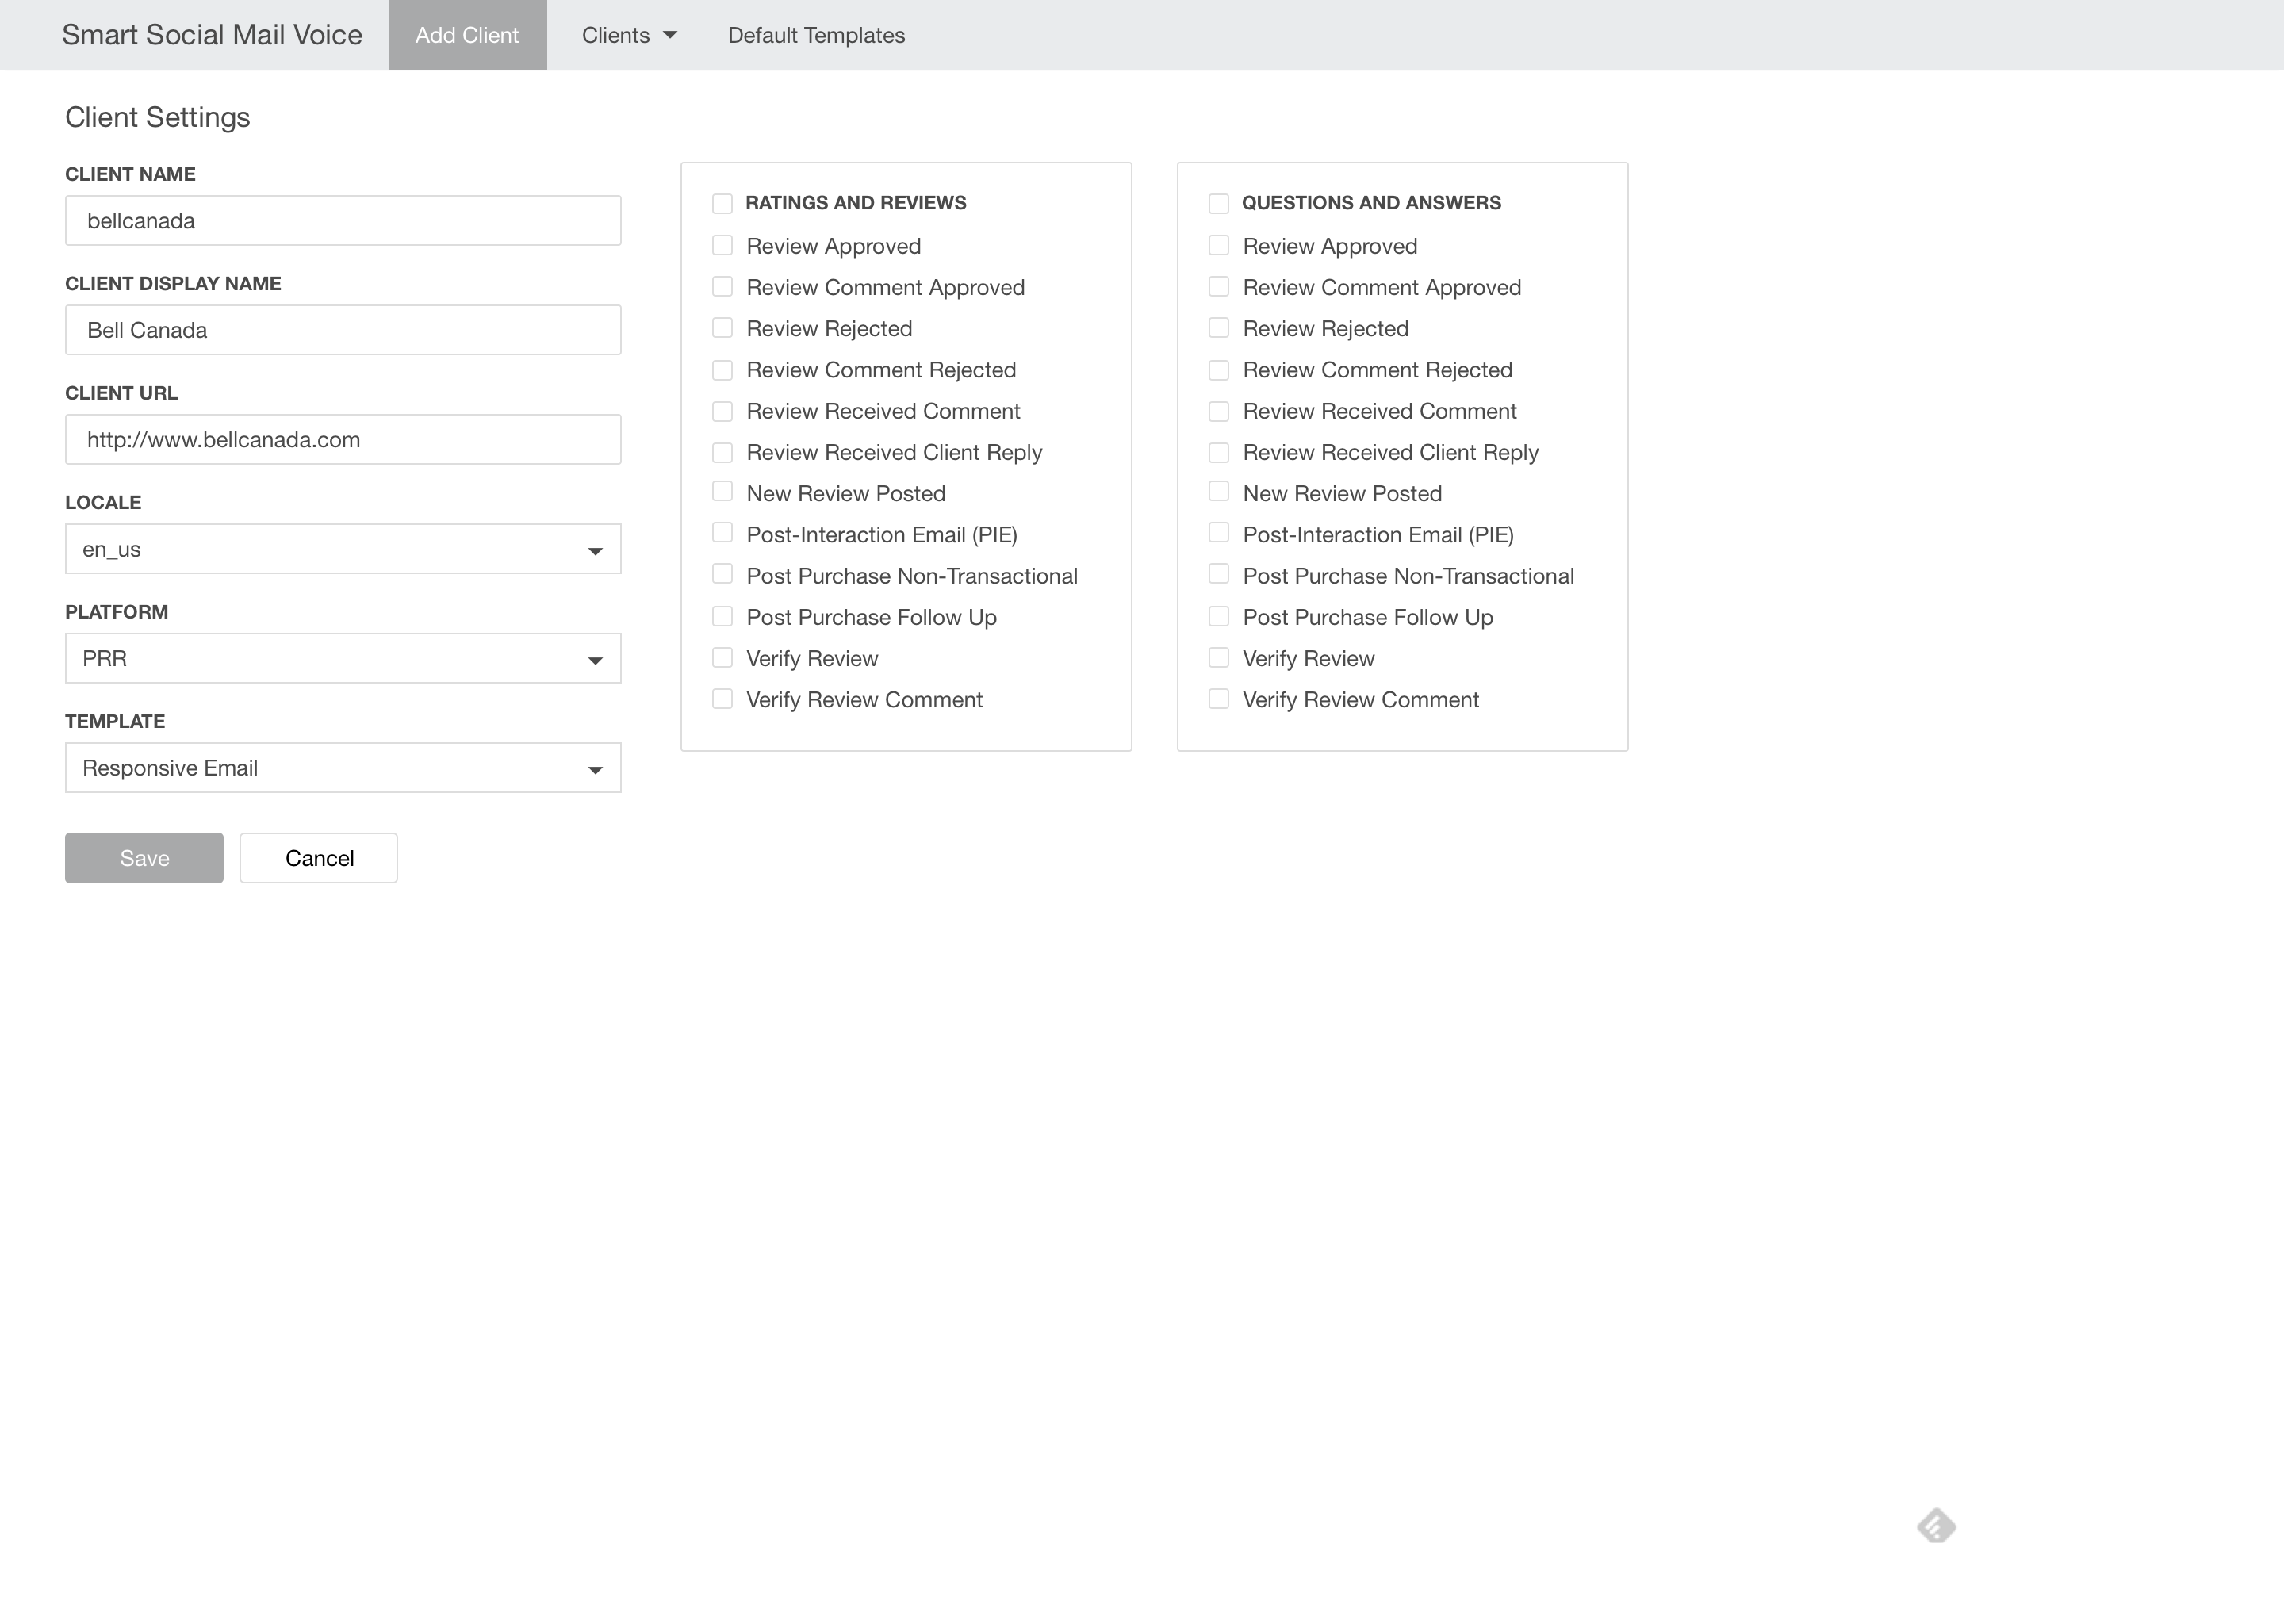 Smart Social Mail Voice
Add Client
Clients
Default Templates
Client Settings
CLIENT NAME
bellcanada
CLIENT DISPLAY NAME
Bell Canada
CLIENT URL
http://www.bellcanada.com
LOCALE
en_us
PLATFORM
PRR
TEMPLATE
Responsive Email
Save
Cancel
RATINGS AND REVIEWS
Review Approved
Review Comment Approved
Review Rejected
Review Comment Rejected
Review Received Comment
Review Received Client Reply
New Review Posted
Post-Interaction Email (PIE)
Post Purchase Non-Transactional
Post Purchase Follow Up
Verify Review
Verify Review Comment
QUESTIONS AND ANSWERS
Review Approved
Review Comment Approved
Review Rejected
Review Comment Rejected
Review Received Comment
Review Received Client Reply
New Review Posted
Post-Interaction Email (PIE)
Post Purchase Non-Transactional
Post Purchase Follow Up
Verify Review
Verify Review Comment